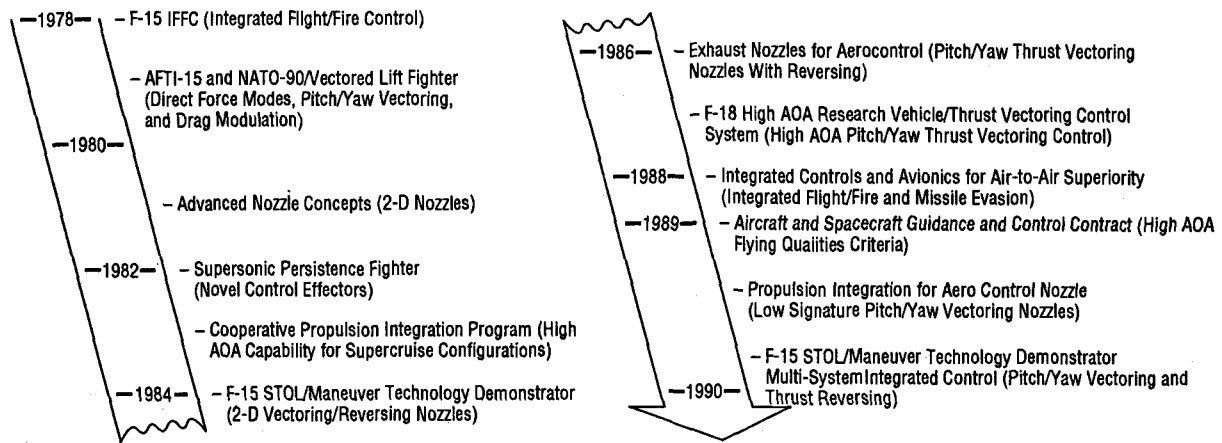 —1978— – F-15 IFFC (Integrated Flight/Fire Control)
– AFTI-15 and NATO-90/Vectored Lift Fighter
(Direct Force Modes, Pitch/Yaw Vectoring,
and Drag Modulation)
—1980—
– Advanced Nozzle Concepts (2-D Nozzles)
—1982— – Supersonic Persistence Fighter
(Novel Control Effectors)
– Cooperative Propulsion Integration Program (High
AOA Capability for Supercruise Configurations)
—1984— – F-15 STOL/Maneuver Technology Demonstrator
(2-D Vectoring/Reversing Nozzles)
—1986— – Exhaust Nozzles for Aerocontrol (Pitch/Yaw Thrust Vectoring
Nozzles With Reversing)
– F-18 High AOA Research Vehicle/Thrust Vectoring Control
System (High AOA Pitch/Yaw Thrust Vectoring Control)
—1988— – Integrated Controls and Avionics for Air-to-Air Superiority
(Integrated Flight/Fire and Missile Evasion)
—1989— – Aircraft and Spacecraft Guidance and Control Contract (High AOA
Flying Qualities Criteria)
– Propulsion Integration for Aero Control Nozzle
(Low Signature Pitch/Yaw Vectoring Nozzles)
– F-15 STOL/Maneuver Technology Demonstrator
—1990— Multi-System Integrated Control (Pitch/Yaw Vectoring and
Thrust Reversing)